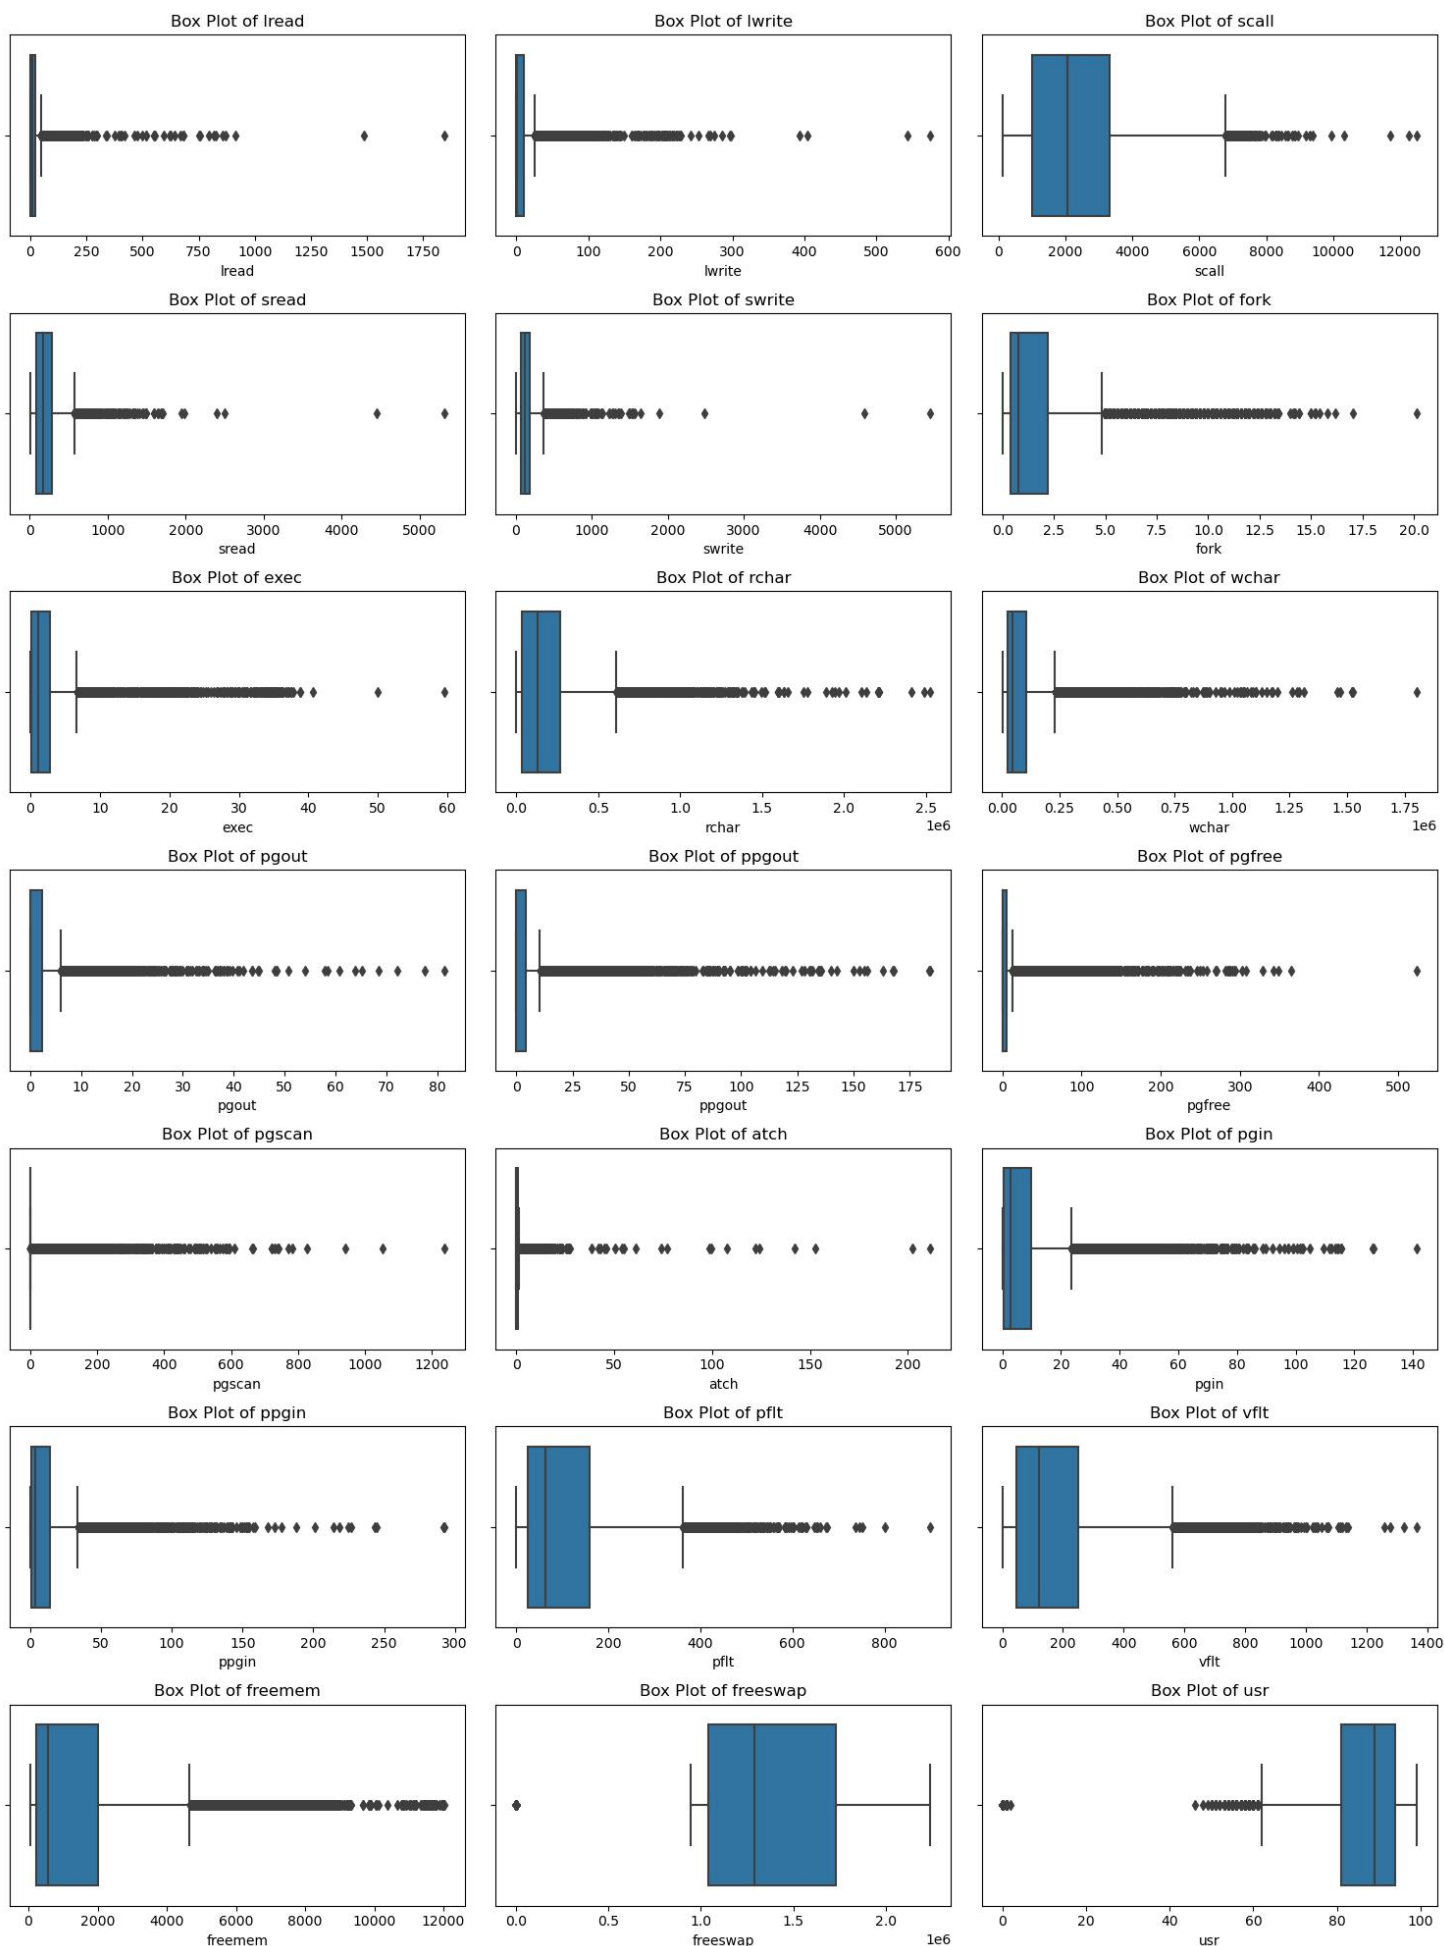 Box Plot of lread Box Plot of lwrite Box Plot of scall
0 250 500 750 1000 1250 1500 1750 0 100 200 300 400 500 600 0 2000 4000 6000 8000 10000 12000
lread lwrite scall
Box Plot of sread Box Plot of swrite Box Plot of fork
0 1000 2000 3000 4000 5000 0 1000 2000 3000 4000 5000 0.0 2.5 5.0 7.5 10.0 12.5 15.0 17.5 20.0
sread swrite fork
Box Plot of exec Box Plot of rchar Box Plot of wchar
0 10 20 30 40 50 60 0.0 0.5 1.0 1.5 2.0 2.5 0.00 0.25 0.50 0.75 1.00 1.25 1.50 1.75
exec rchar 1e6 wchar 1e6
Box Plot of pgout Box Plot of ppgout Box Plot of pgfree
0 10 20 30 40 50 60 70 80 0 25 50 75 100 125 150 175 0 100 200 300 400 500
pgout ppgout pgfree
Box Plot of pgscan Box Plot of atch Box Plot of pgin
0 200 400 600 800 1000 1200 0 50 100 150 200 0 20 40 60 80 100 120 140
pgscan atch pgin
Box Plot of ppgin Box Plot of pflt Box Plot of vflt
0 50 100 150 200 250 300 0 200 400 600 800 0 200 400 600 800 1000 1200 1400
ppgin pflt vflt
Box Plot of freemem Box Plot of freeswap Box Plot of usr
0 2000 4000 6000 8000 10000 12000 0.0 0.5 1.0 1.5 2.0 0 20 40 60 80 100
freemem freeswap 1e6 usr